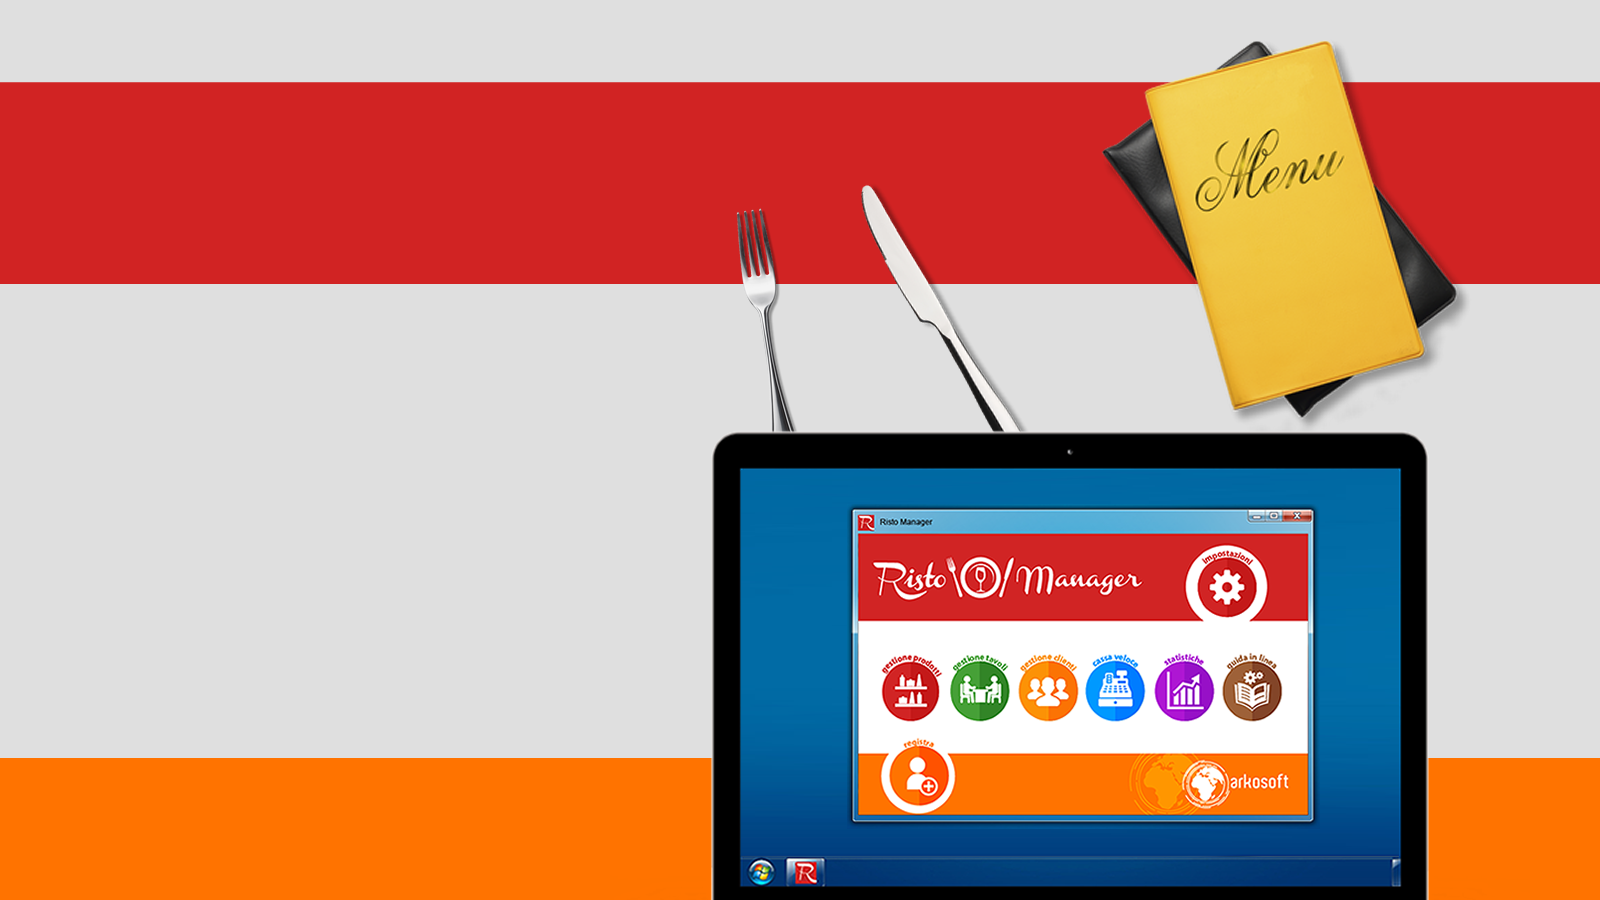 Menu
Risto Manager
Risto Manager
impostazioni
gestione prodotti
gestione tavoli
gestione clienti
cassa veloce
statistiche
guida in linea
registra
arkosoft